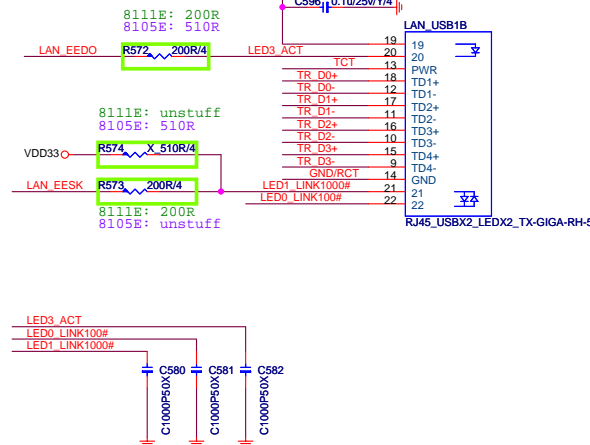 C596 0.1u/25V/Y/4
8111E: 200R
8105E: 510R
LAN_USB1B
LAN_EEDO R572 200R/4 LED3_ACT
19 19
20 20
TCT 13 PWR
TR_D0+ 18 TD1+
TR_D0- 12 TD1-
TR_D1+ 17 TD2+
TR_D1- 11 TD2-
TR_D2+ 16 TD3+
TR_D2- 10 TD3-
TR_D3+ 15 TD4+
TR_D3- 9 TD4-
GND/RCT 14 GND
LED1_LINK1000# 21 21
LED0_LINK100# 22 22
RJ45_USBX2_LEDX2_TX-GIGA-RH-5
8111E: unstuff
8105E: 510R
VDD33 R574 X_510R/4
LAN_EESK R573 200R/4
8111E: 200R
8105E: unstuff
LED3_ACT
LED0_LINK100#
LED1_LINK1000#
C580 C581 C582
C1000P50X C1000P50X C1000P50X